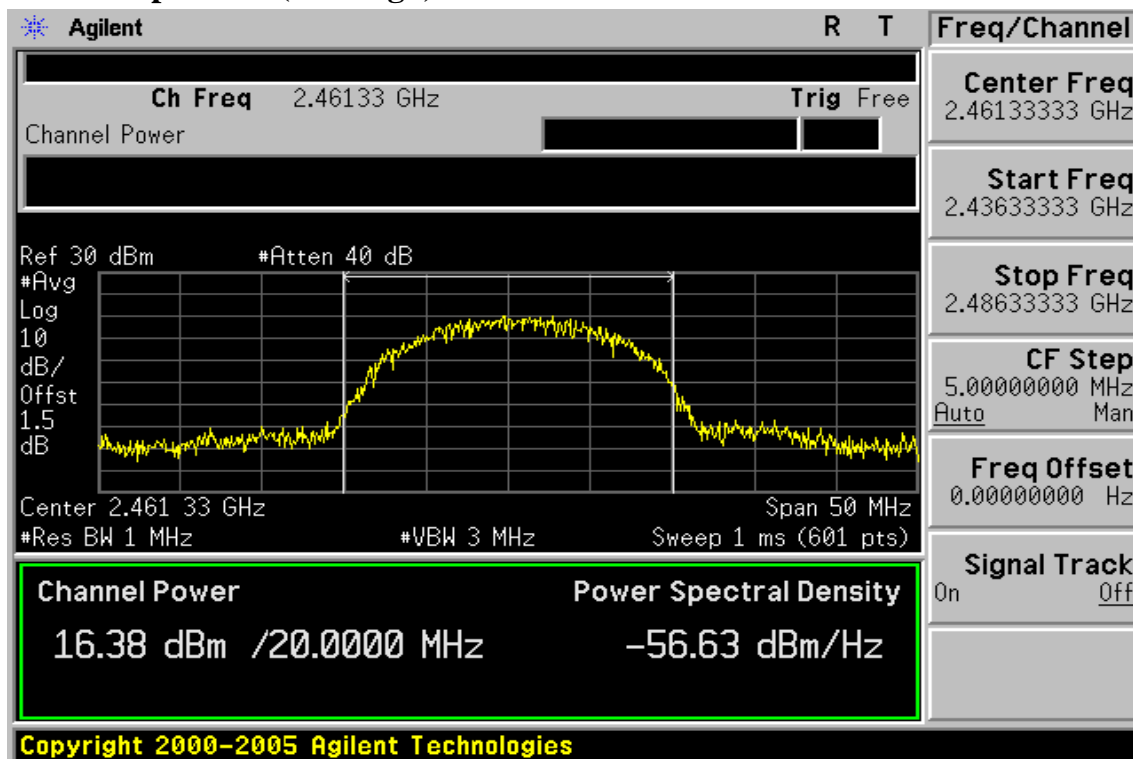 Agilent R T
Freq/Channel
Ch Freq 2.46133 GHz Trig Free
Channel Power
Ref 30 dBm #Atten 40 dB
#Avg
Log
10
dB/
Offst
1.5
dB
Center 2.461 33 GHz Span 50 MHz
#Res BW 1 MHz #VBW 3 MHz Sweep 1 ms (601 pts)
Channel Power Power Spectral Density
16.38 dBm /20.0000 MHz -56.63 dBm/Hz
Copyright 2000-2005 Agilent Technologies
Center Freq
2.46133333 GHz
Start Freq
2.43633333 GHz
Stop Freq
2.48633333 GHz
CF Step
5.00000000 MHz
Auto Man
Freq Offset
0.00000000 Hz
Signal Track
On Off